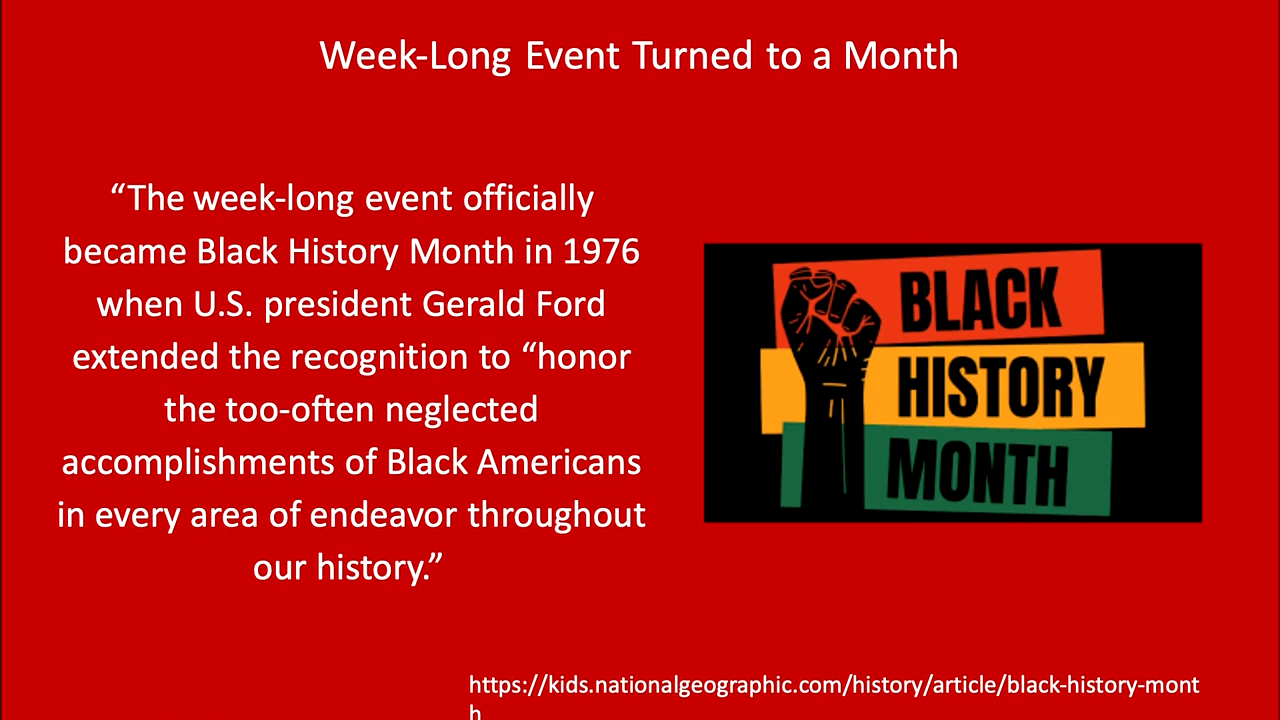 Week-Long Event Turned to a Month
“The week-long event officially
became Black History Month in 1976
when U.S. president Gerald Ford
extended the recognition to “honor
the too-often neglected
accomplishments of Black Americans
in every area of endeavor throughout
our history.”
BLACK
HISTORY
MONTH
https://kids.nationalgeographic.com/history/article/black-history-mont
h